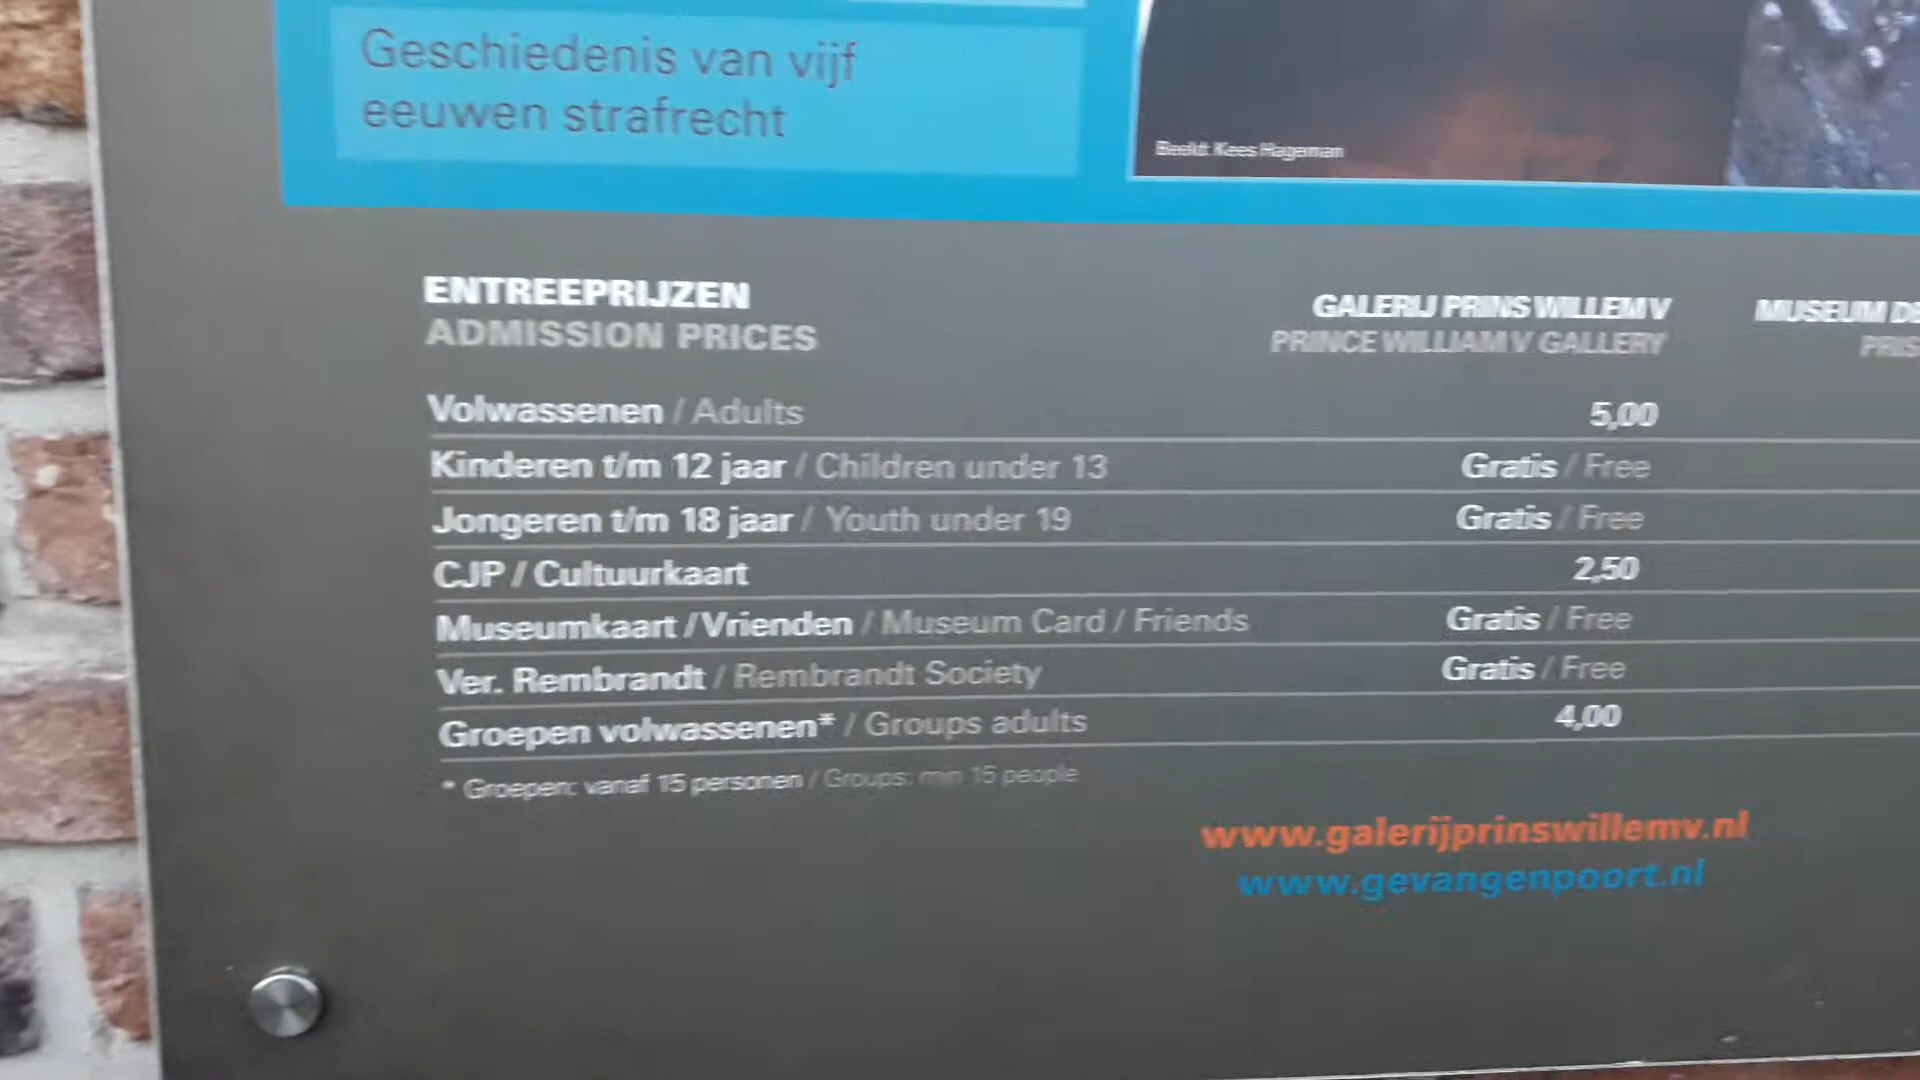 Geschiedenis van vijf
eeuwen strafrecht
Beeld: Kees Hageman
ENTREEPRIJZEN
ADMISSION PRICES
GALERIJ PRINS WILLEM V
PRINCE WILLIAM V GALLERY
MUSEUM DE
PRIS
Volwassenen / Adults 5,00
Kinderen t/m 12 jaar / Children under 13 Gratis / Free
Jongeren t/m 18 jaar / Youth under 19 Gratis / Free
CJP / Cultuurkaart 2,50
Museumkaart / Vrienden / Museum Card / Friends Gratis / Free
Ver. Rembrandt / Rembrandt Society Gratis / Free
Groepen volwassenen* / Groups adults 4,00
* Groepen: vanaf 15 personen / Groups: min 15 people
www.galerijprinswillemv.nl
www.gevangenpoort.nl